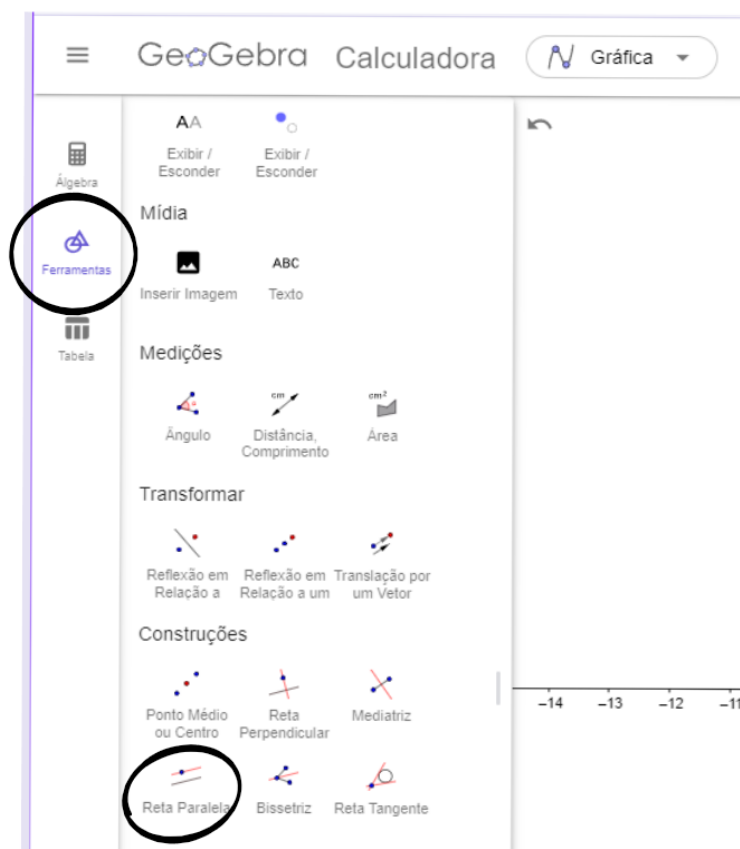 GeoGebra Calculadora Gráfica
Álgebra
Ferramentas
Tabela
AA
Exibir / Esconder
Exibir / Esconder
Mídia
Inserir Imagem
ABC
Texto
Medições
Ângulo
cm
Distância, Comprimento
cm²
Área
Transformar
Reflexão em Relação a
Reflexão em Relação a um
Translação por um Vetor
Construções
Ponto Médio ou Centro
Reta Perpendicular
Mediatriz
Reta Paralela
Bissetriz
Reta Tangente
−14 −13 −12 −11